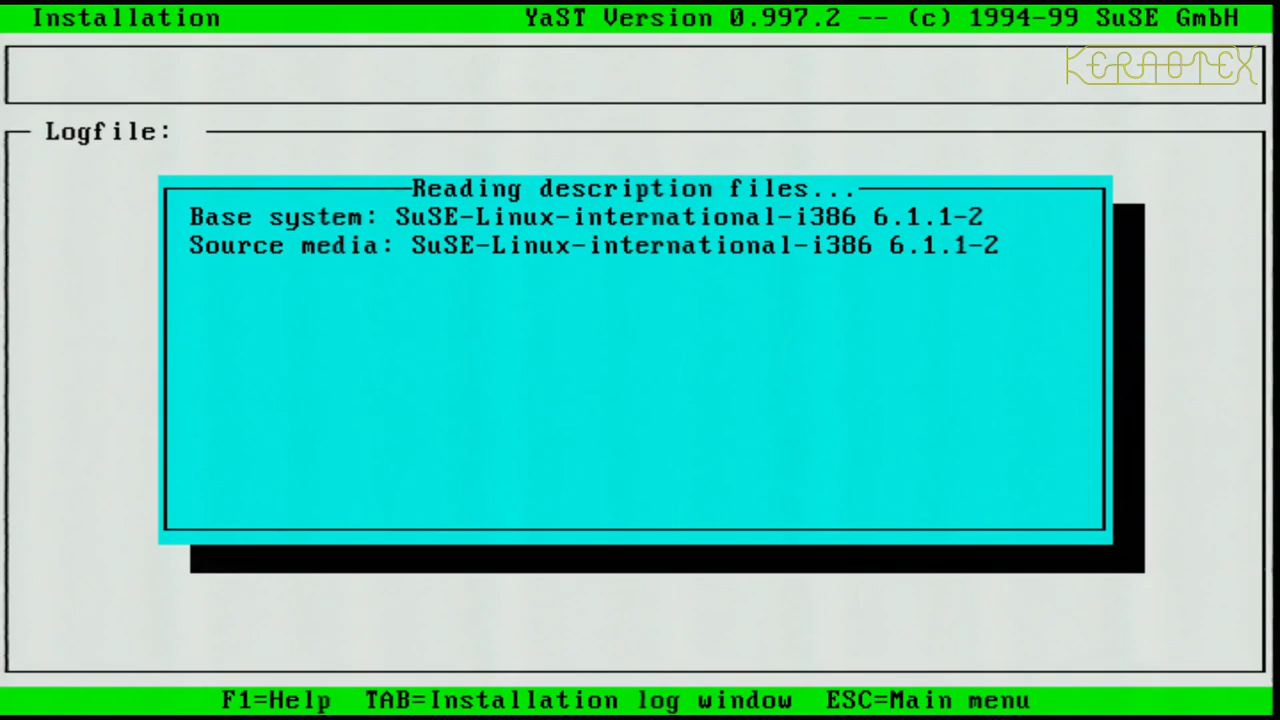 Installation YaST Version 0.997.2 -- (c) 1994-99 SuSE GmbH
KERAOTEX
Logfile:
Reading description files...
Base system: SuSE-Linux-international-i386 6.1.1-2
Source media: SuSE-Linux-international-i386 6.1.1-2
F1=Help TAB=Installation log window ESC=Main menu